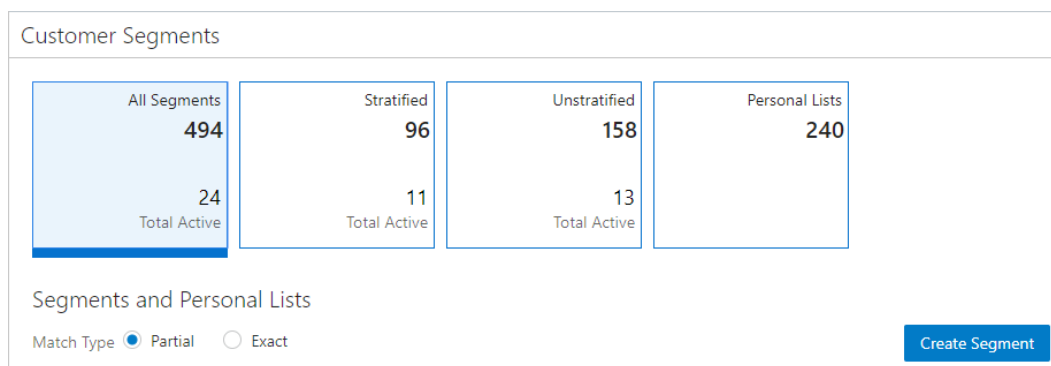 Customer Segments
All Segments
494
24
Total Active
Stratified
96
11
Total Active
Unstratified
158
13
Total Active
Personal Lists
240
Segments and Personal Lists
Match Type Partial Exact
Create Segment